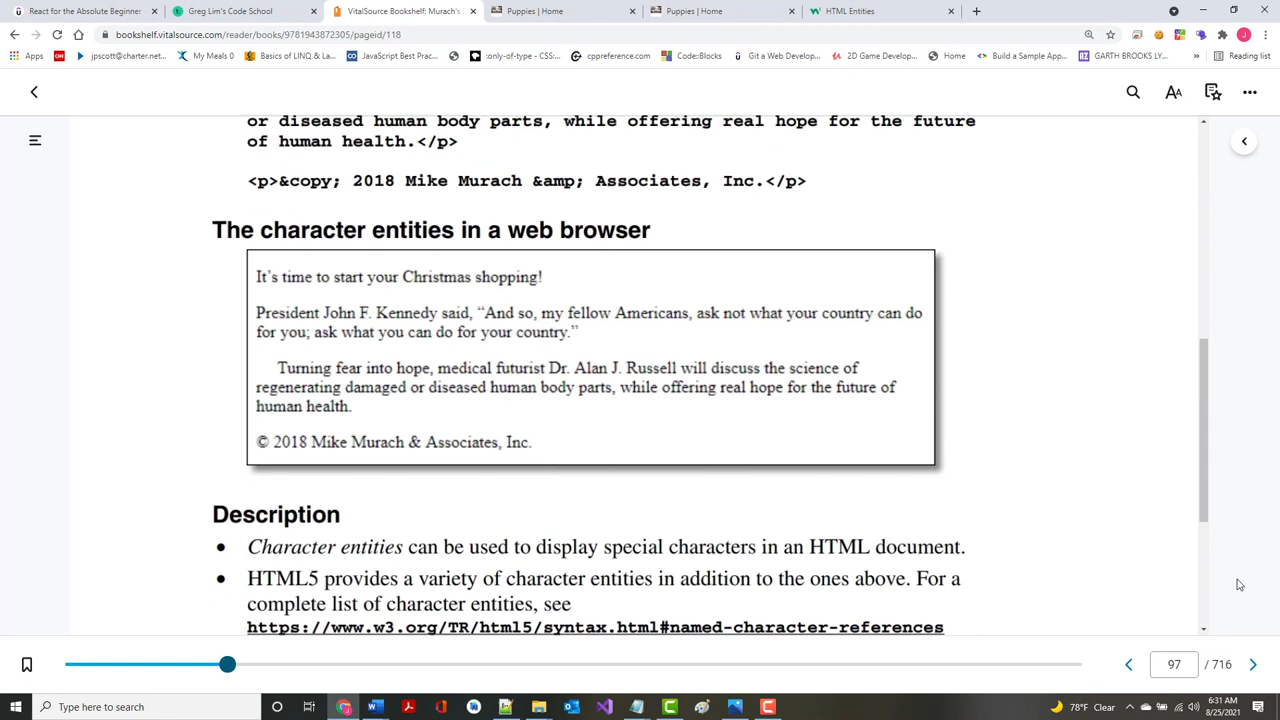 React for the Absolute Beginner
Greg Lim's Code School
VitalSource Bookshelf: Murach's
Puppies | Home
Puppies | Home
HTML Entities
bookshelf.vitalsource.com/reader/books/9781943872305/pageid/118
Apps
jpscott@charter.net...
My Meals 0
Basics of LINQ & La...
JavaScript Best Prac...
:only-of-type - CSS:...
cppreference.com
Code::Blocks
Git a Web Develop...
2D Game Develop...
Home
Build a Sample App...
GARTH BROOKS LY...
»
Reading list
or diseased human body parts, while offering real hope for the future
of human health.</p>
<p>&copy; 2018 Mike Murach &amp; Associates, Inc.</p>
The character entities in a web browser
It’s time to start your Christmas shopping!
President John F. Kennedy said, “And so, my fellow Americans, ask not what your country can do
for you; ask what you can do for your country.”
Turning fear into hope, medical futurist Dr. Alan J. Russell will discuss the science of
regenerating damaged or diseased human body parts, while offering real hope for the future of
human health.
© 2018 Mike Murach & Associates, Inc.
Description
• Character entities can be used to display special characters in an HTML document.
• HTML5 provides a variety of character entities in addition to the ones above. For a
complete list of character entities, see
https://www.w3.org/TR/html5/syntax.html#named-character-references
97 / 716
Type here to search
78°F Clear
6:31 AM
8/25/2021